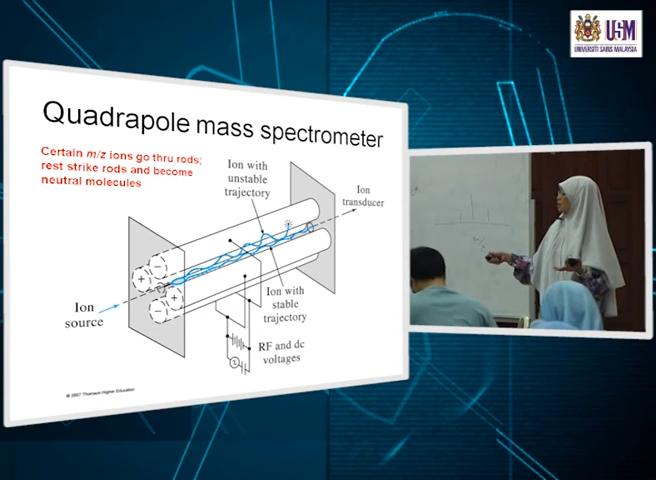 USM
UNIVERSITI SAINS MALAYSIA
Quadrapole mass spectrometer
Certain m/z ions go thru rods;
rest strike rods and become
neutral molecules
Ion with
unstable
trajectory
Ion
transducer
Ion
source
Ion with
stable
trajectory
RF and dc
voltages
© 2007 Thomson Higher Education